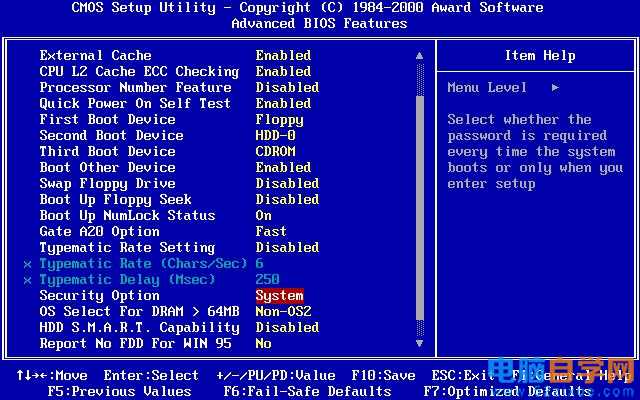 CMOS Setup Utility - Copyright (C) 1984-2000 Award Software
Advanced BIOS Features
External Cache Enabled
CPU L2 Cache ECC Checking Enabled
Processor Number Feature Disabled
Quick Power On Self Test Enabled
First Boot Device Floppy
Second Boot Device HDD-0
Third Boot Device CDROM
Boot Other Device Enabled
Swap Floppy Drive Disabled
Boot Up Floppy Seek Disabled
Boot Up NumLock Status On
Gate A20 Option Fast
Typematic Rate Setting Disabled
x Typematic Rate (Chars/Sec) 6
x Typematic Delay (Msec) 250
Security Option System
OS Select For DRAM > 64MB Non-OS2
HDD S.M.A.R.T. Capability Disabled
Report No FDD For WIN 95 No
Item Help
Menu Level ▶
Select whether the
password is required
every time the system
boots or only when you
enter setup
↑↓→←:Move Enter:Select +/-/PU/PD:Value F10:Save ESC:Exit F1:General Help
F5:Previous Values F6:Fail-Safe Defaults F7:Optimized Defaults
电脑自学网